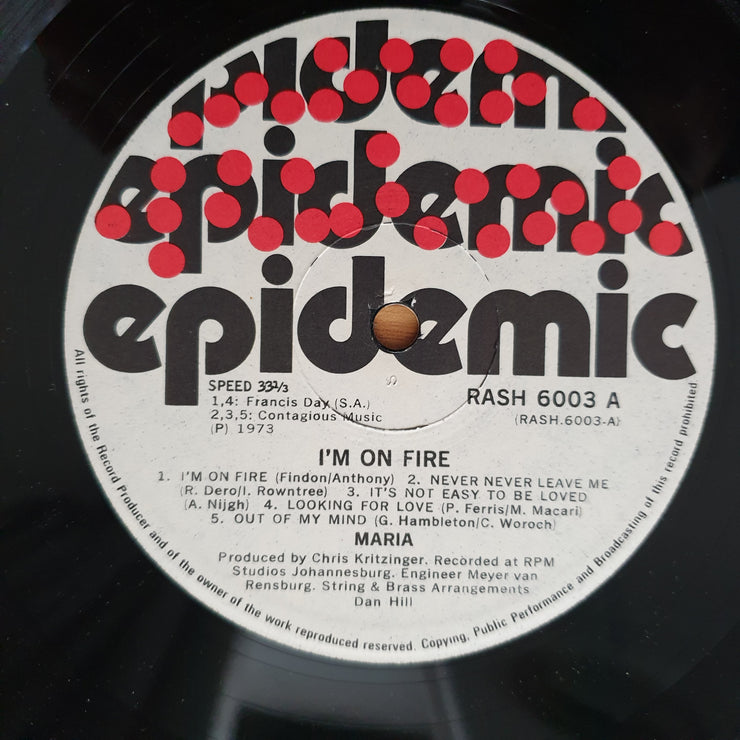 epidemic
epidemic
epidemic
SPEED 33 1/3
1,4: Francis Day (S.A.)
2,3,5: Contagious Music
(P) 1973
RASH 6003 A
(RASH.6003-A)
I'M ON FIRE
1. I'M ON FIRE (Findon/Anthony) 2. NEVER NEVER LEAVE ME
(R. Dero/I. Rowntree) 3. IT'S NOT EASY TO BE LOVED
(A. Nijgh) 4. LOOKING FOR LOVE (P. Ferris/M. Macari)
5. OUT OF MY MIND (G. Hambleton/C. Woroch)
MARIA
Produced by Chris Kritzinger. Recorded at RPM
Studios Johannesburg. Engineer Meyer van
Rensburg. String & Brass Arrangements
Dan Hill
All rights of the Record Producer and of the owner of the work reproduced reserved. Copying, Public Performance and Broadcasting of this record prohibited